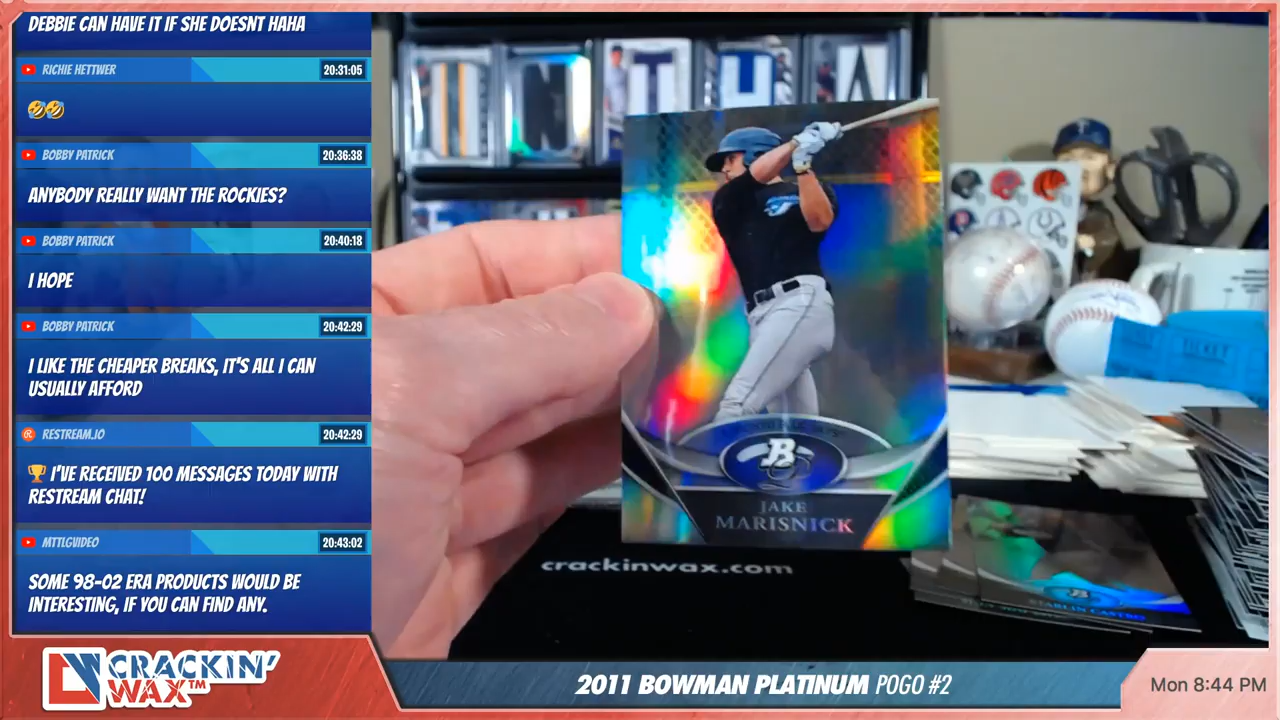 DEBBIE CAN HAVE IT IF SHE DOESNT HAHA
RICHIE HETTWER 20:31:05
🤣🤣
BOBBY PATRICK 20:36:38
ANYBODY REALLY WANT THE ROCKIES?
BOBBY PATRICK 20:40:18
I HOPE
BOBBY PATRICK 20:42:29
I LIKE THE CHEAPER BREAKS, IT'S ALL I CAN
USUALLY AFFORD
RESTREAM.IO 20:42:29
🏆 I'VE RECEIVED 100 MESSAGES TODAY WITH
RESTREAM CHAT!
MTTLGVIDEO 20:43:02
SOME 98-02 ERA PRODUCTS WOULD BE
INTERESTING, IF YOU CAN FIND ANY.
B
JAKE
MARISNICK
crackinwax.com
TICKET
B
STARLIN CASTRO
CRACKIN'
WAX™
2011 BOWMAN PLATINUM POGO #2
Mon 8:44 PM